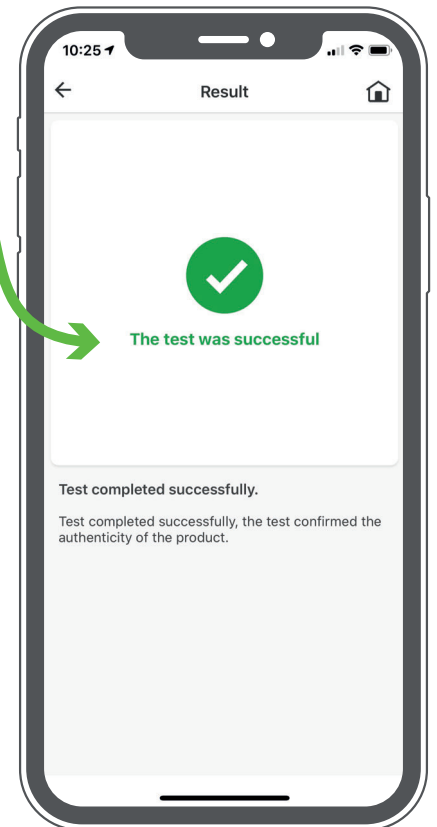 10:25
Result
The test was successful
Test completed successfully.
Test completed successfully, the test confirmed the
authenticity of the product.